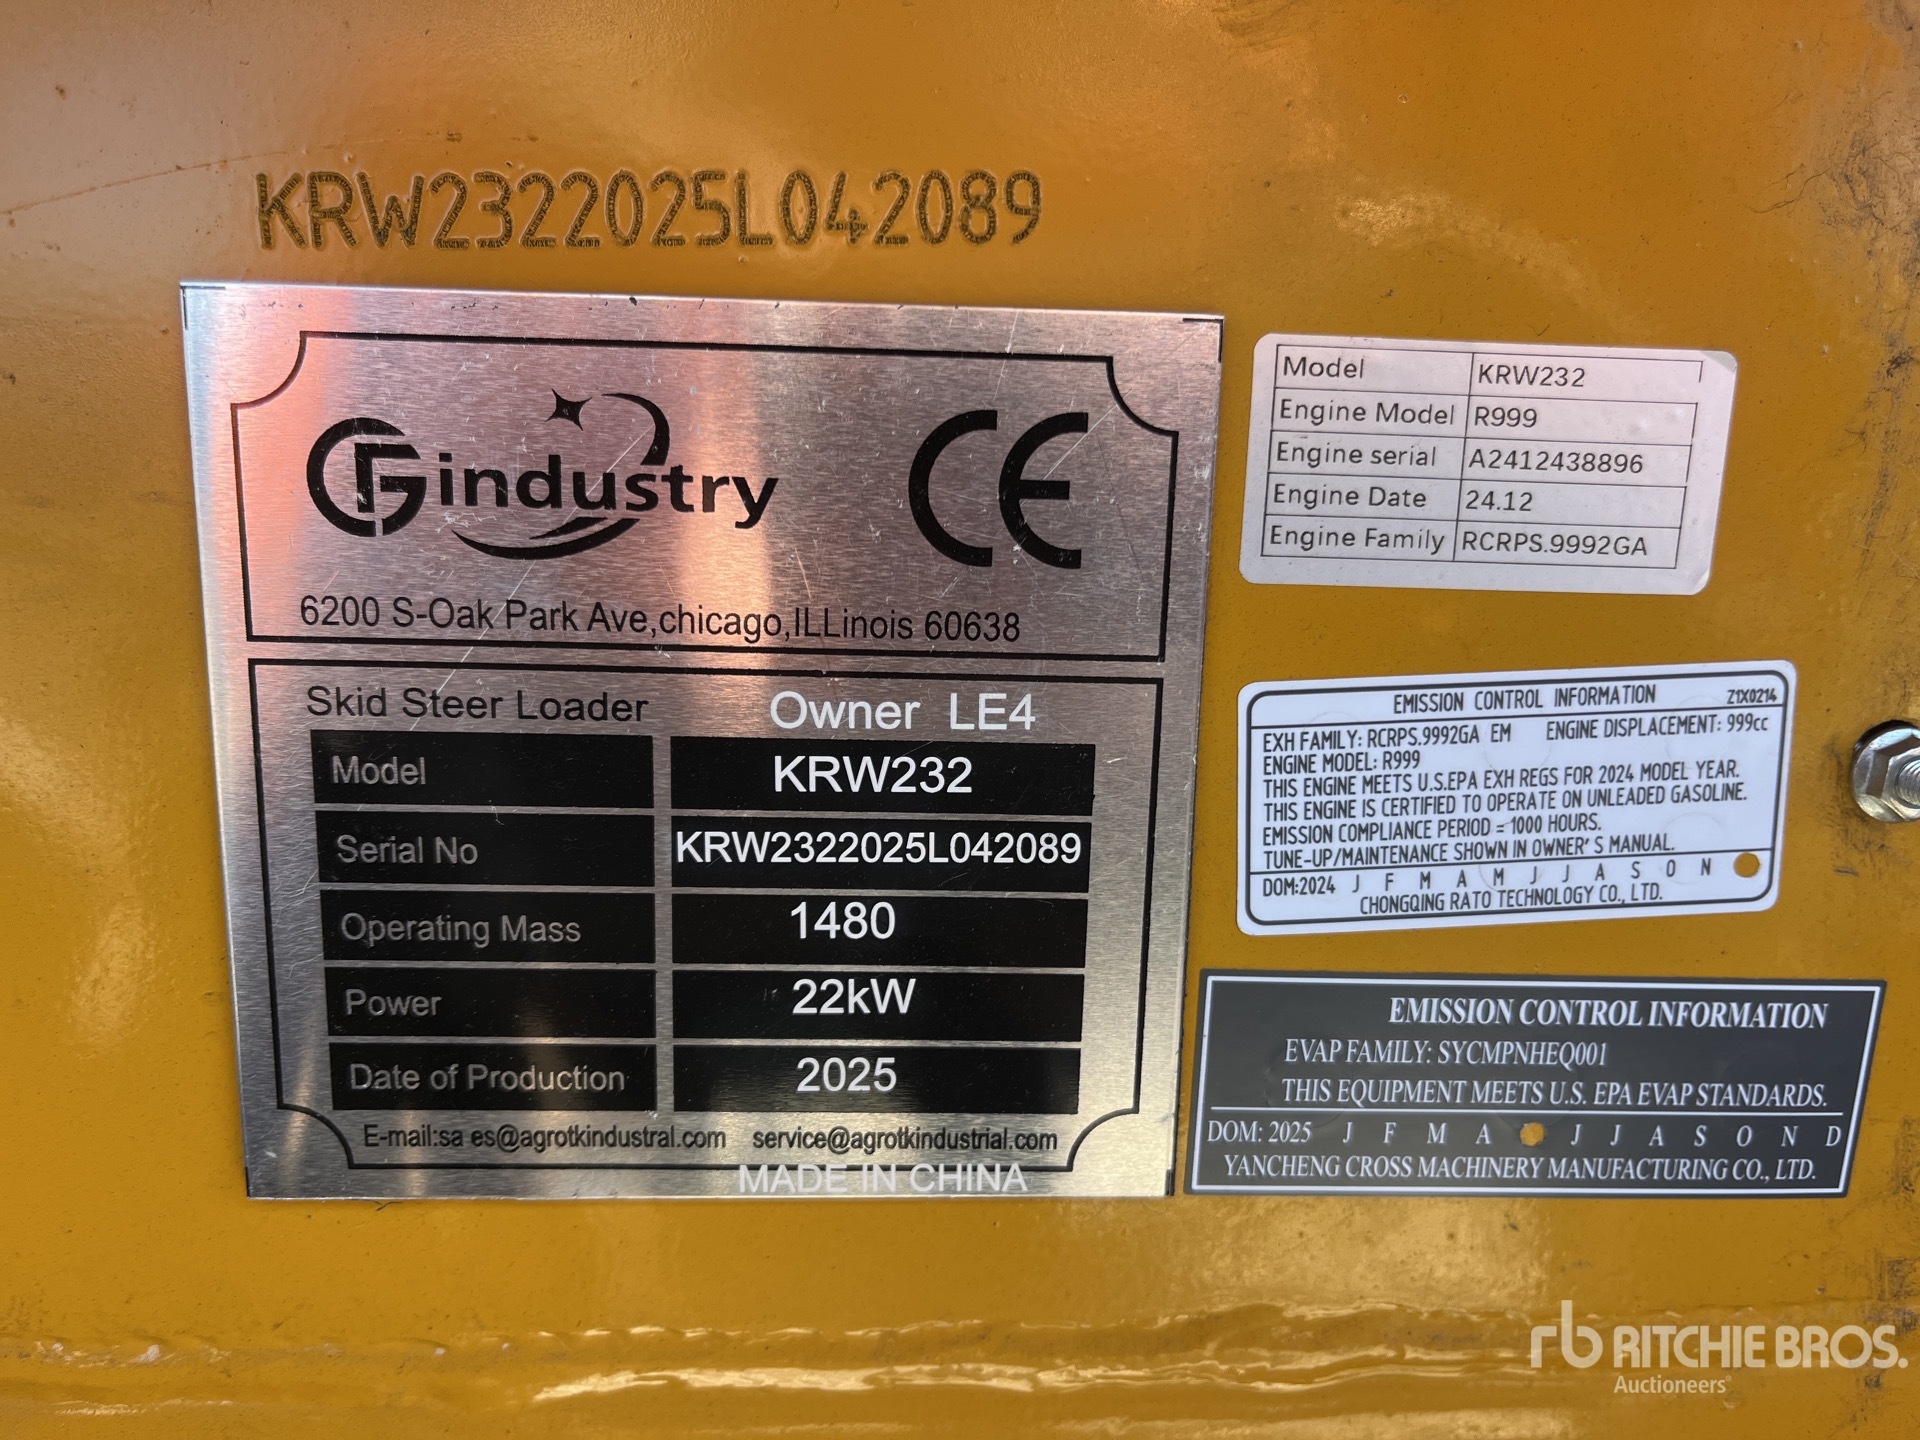 KRW2322025L042089
GF industry CE
6200 S-Oak Park Ave,chicago,ILLinois 60638
Skid Steer Loader Owner LE4
Model KRW232
Serial No KRW2322025L042089
Operating Mass 1480
Power 22kW
Date of Production 2025
E-mail:sa es@agrotkindustral.com service@agrotkindustrial.com
MADE IN CHINA
Model KRW232
Engine Model R999
Engine serial A2412438896
Engine Date 24.12
Engine Family RCRPS.9992GA
EMISSION CONTROL INFORMATION Z1X0214
EXH FAMILY: RCRPS.9992GA EM ENGINE DISPLACEMENT: 999cc
ENGINE MODEL: R999
THIS ENGINE MEETS U.S.EPA EXH REGS FOR 2024 MODEL YEAR.
THIS ENGINE IS CERTIFIED TO OPERATE ON UNLEADED GASOLINE.
EMISSION COMPLIANCE PERIOD = 1000 HOURS.
TUNE-UP/MAINTENANCE SHOWN IN OWNER'S MANUAL.
DOM:2024 J F M A M J J A S O N
CHONGQING RATO TECHNOLOGY CO., LTD.
EMISSION CONTROL INFORMATION
EVAP FAMILY: SYCMPNHEQ001
THIS EQUIPMENT MEETS U.S. EPA EVAP STANDARDS.
DOM: 2025 J F M A J J A S O N D
YANCHENG CROSS MACHINERY MANUFACTURING CO., LTD.
rb RITCHIE BROS.
Auctioneers